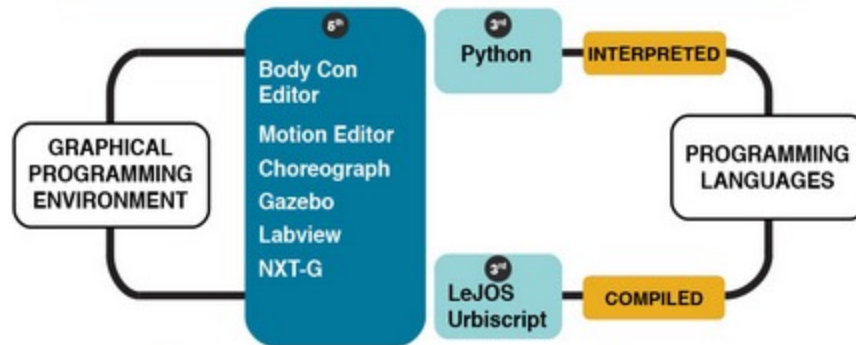 GRAPHICAL
PROGRAMMING
ENVIRONMENT
5th
Body Con
Editor
Motion Editor
Choreograph
Gazebo
Labview
NXT-G
3rd
Python
INTERPRETED
3rd
LeJOS
Urbiscript
COMPILED
PROGRAMMING
LANGUAGES